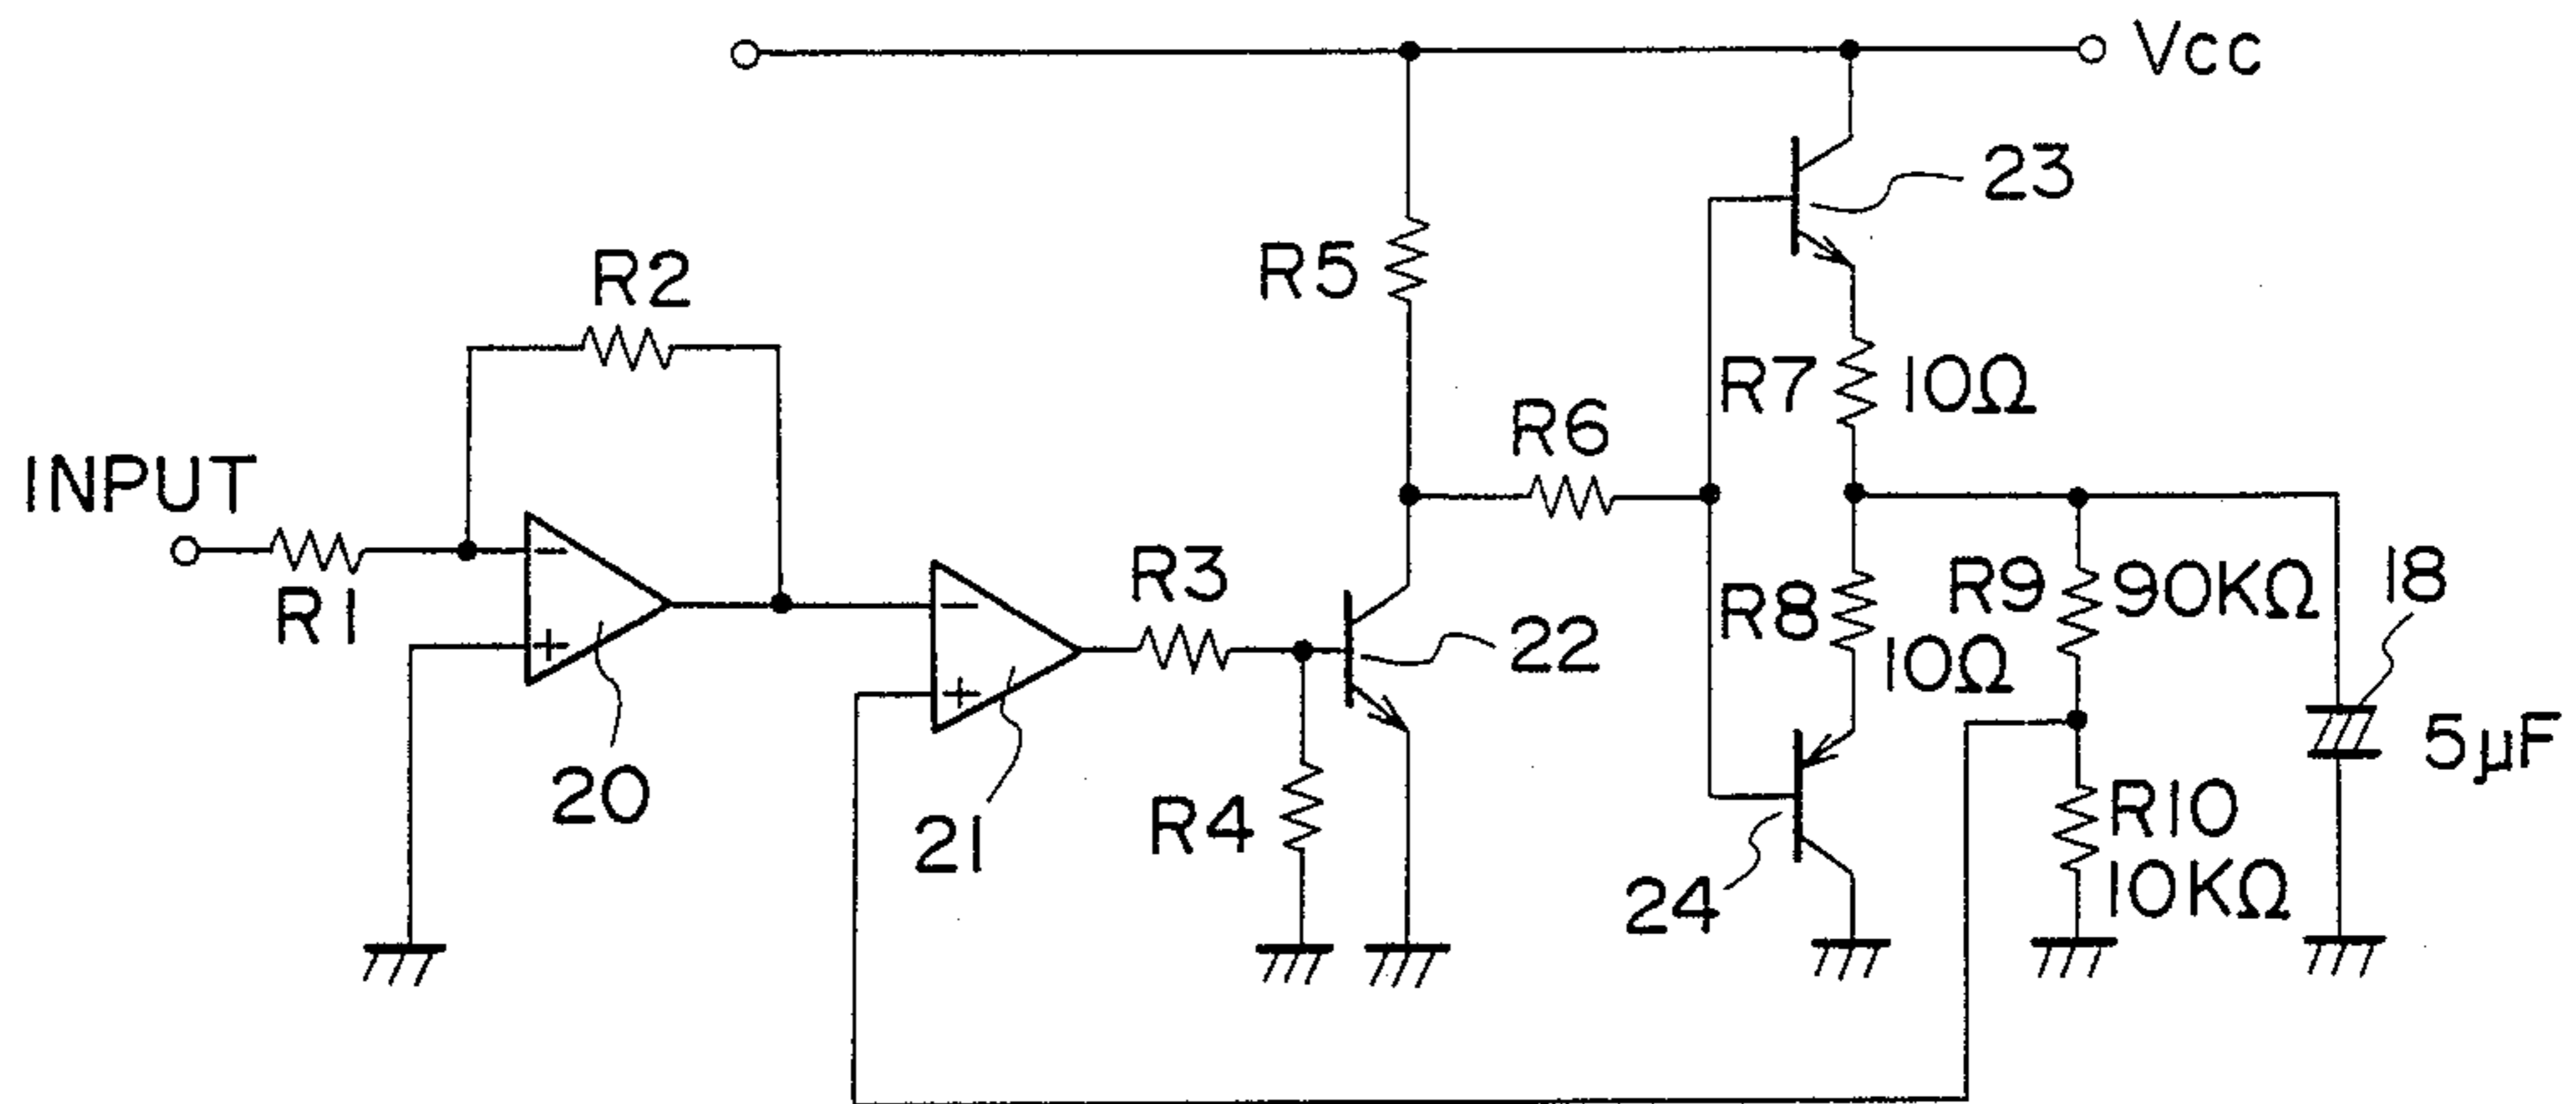 Vcc
23
R2
R5
R7 10Ω
R6
INPUT
R1
R3
R8 10Ω
R9 90KΩ
18
22
5μF
20
21
R4
R10
10KΩ
24
−
+
−
+